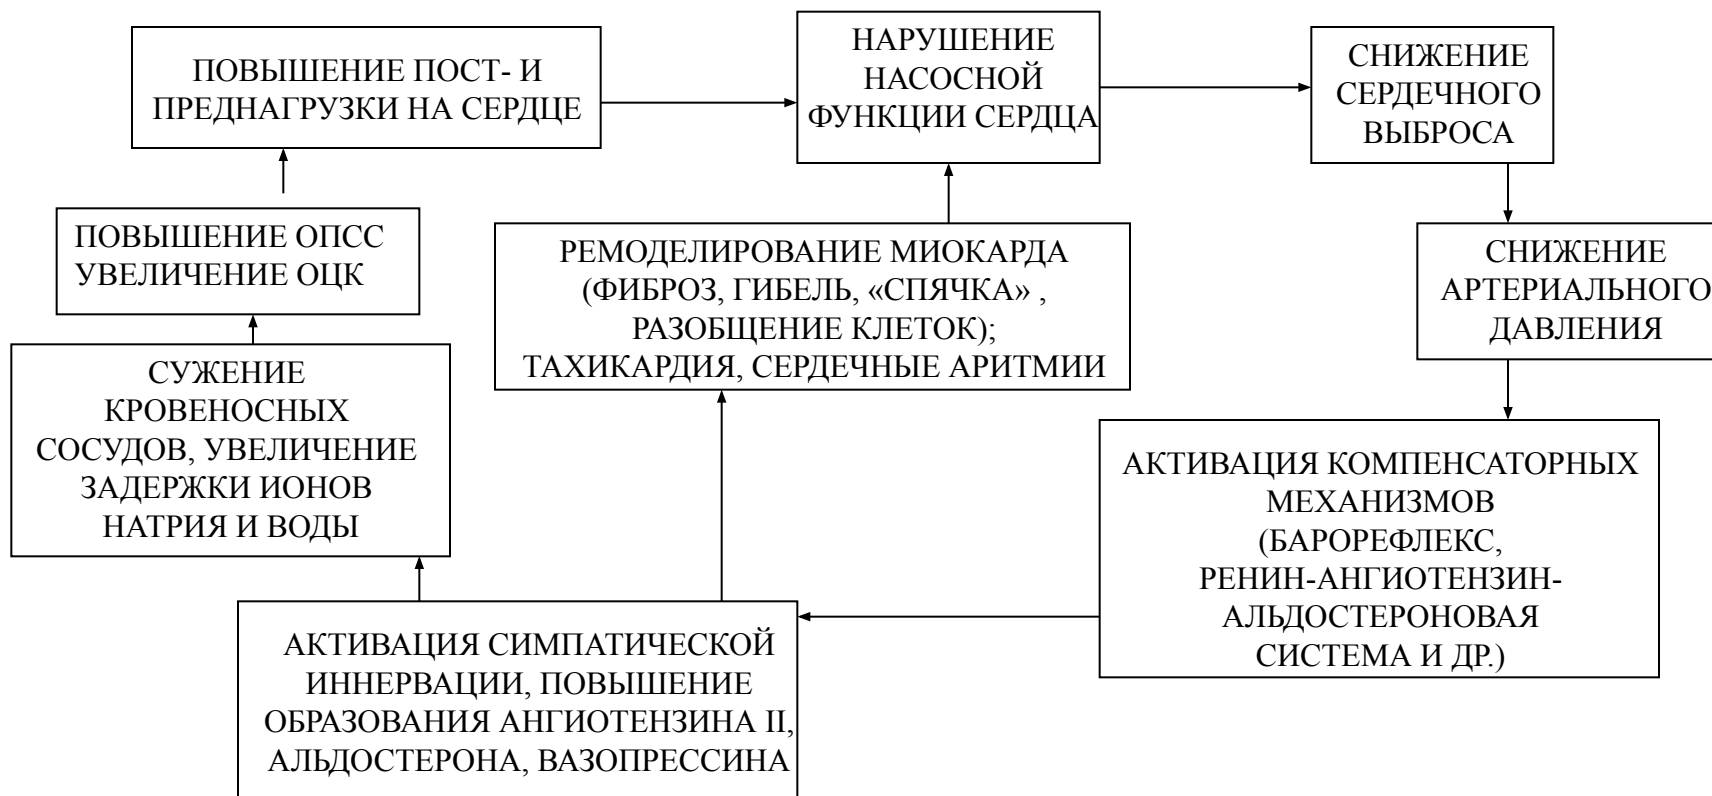 ПОВЫШЕНИЕ ПОСТ- И
ПРЕДНАГРУЗКИ НА СЕРДЦЕ
НАРУШЕНИЕ
НАСОСНОЙ
ФУНКЦИИ СЕРДЦА
СНИЖЕНИЕ
СЕРДЕЧНОГО
ВЫБРОСА
ПОВЫШЕНИЕ ОПСС
УВЕЛИЧЕНИЕ ОЦК
РЕМОДЕЛИРОВАНИЕ МИОКАРДА
(ФИБРОЗ, ГИБЕЛЬ, «СПЯЧКА» ,
РАЗОБЩЕНИЕ КЛЕТОК);
ТАХИКАРДИЯ, СЕРДЕЧНЫЕ АРИТМИИ
СНИЖЕНИЕ
АРТЕРИАЛЬНОГО
ДАВЛЕНИЯ
СУЖЕНИЕ
КРОВЕНОСНЫХ
СОСУДОВ, УВЕЛИЧЕНИЕ
ЗАДЕРЖКИ ИОНОВ
НАТРИЯ И ВОДЫ
АКТИВАЦИЯ КОМПЕНСАТОРНЫХ
МЕХАНИЗМОВ
(БАРОРЕФЛЕКС,
РЕНИН-АНГИОТЕНЗИН-
АЛЬДОСТЕРОНОВАЯ
СИСТЕМА И ДР.)
АКТИВАЦИЯ СИМПАТИЧЕСКОЙ
ИННЕРВАЦИИ, ПОВЫШЕНИЕ
ОБРАЗОВАНИЯ АНГИОТЕНЗИНА II,
АЛЬДОСТЕРОНА, ВАЗОПРЕССИНА